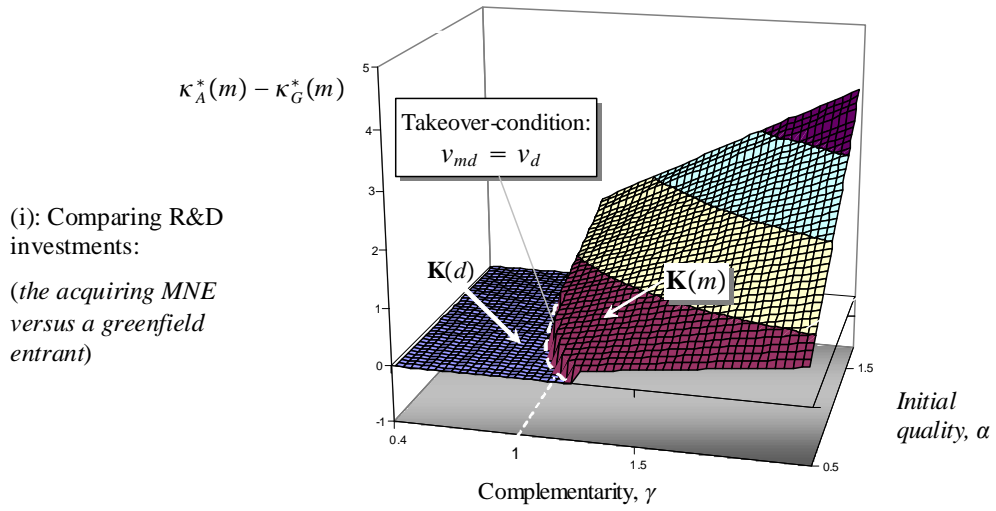 κ*_A(m) − κ*_G(m)
5
4
3
2
1
0
-1
Takeover-condition:
v_md = v_d
(i): Comparing R&D
investments:
(the acquiring MNE
versus a greenfield
entrant)
K(d)
K(m)
0.4
1
1.5
0.5
1.5
Complementarity, γ
Initial
quality, α